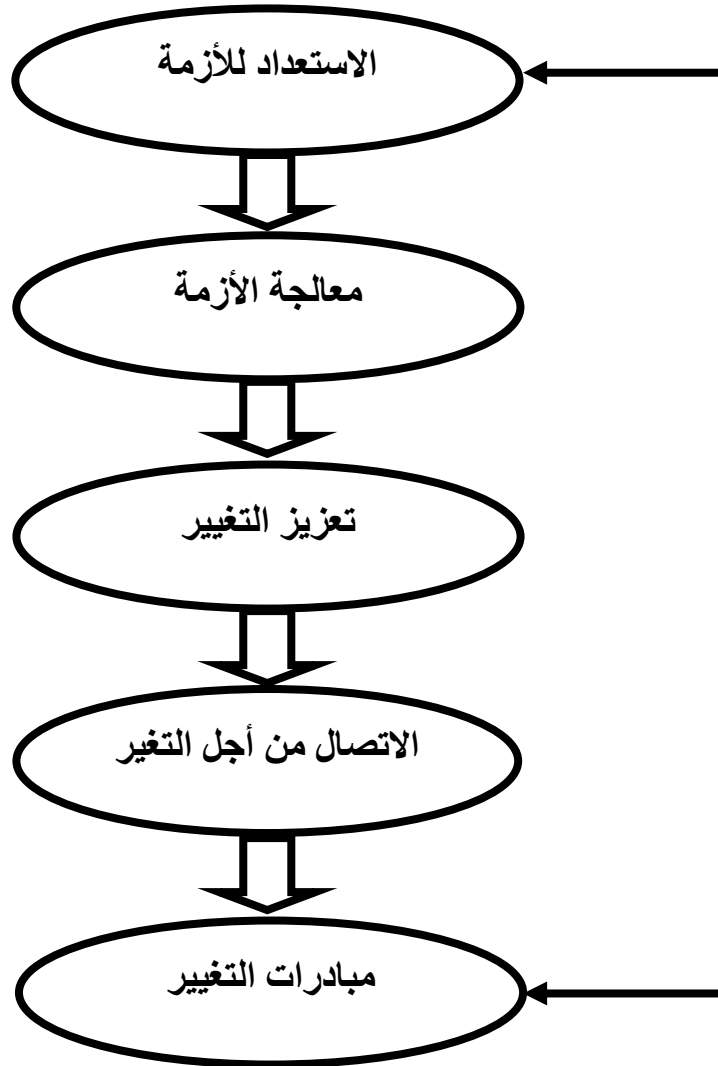 الاستعداد للأزمة
معالجة الأزمة
تعزيز التغيير
الاتصال من أجل التغير
مبادرات التغيير